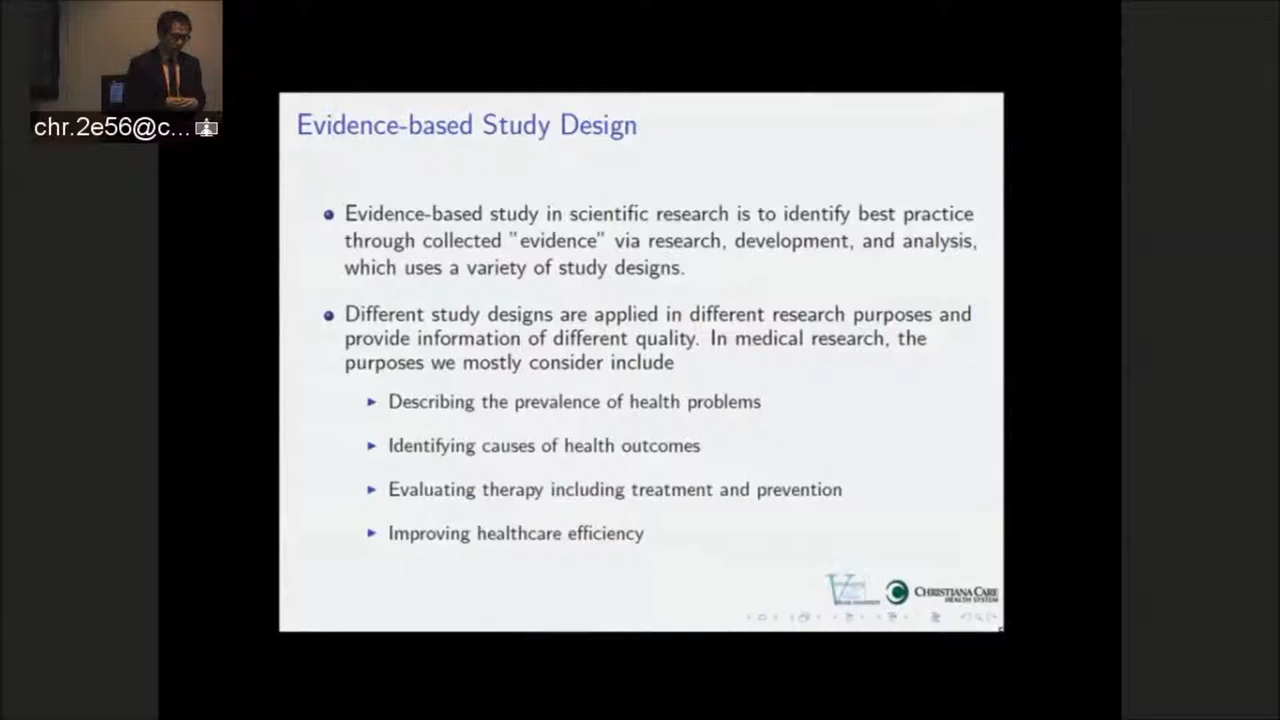 chr.2e56@c...
Evidence-based Study Design
Evidence-based study in scientific research is to identify best practice
through collected "evidence" via research, development, and analysis,
which uses a variety of study designs.
Different study designs are applied in different research purposes and
provide information of different quality. In medical research, the
purposes we mostly consider include
Describing the prevalence of health problems
Identifying causes of health outcomes
Evaluating therapy including treatment and prevention
Improving healthcare efficiency
CHRISTIANA CARE
HEALTH SYSTEM